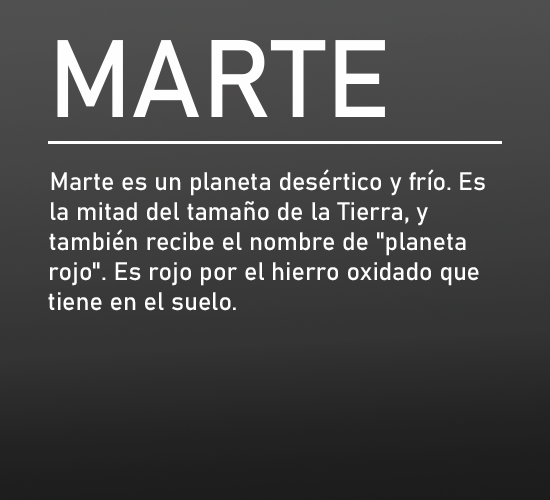 MARTE
Marte es un planeta desértico y frío. Es
la mitad del tamaño de la Tierra, y
también recibe el nombre de "planeta
rojo". Es rojo por el hierro oxidado que
tiene en el suelo.